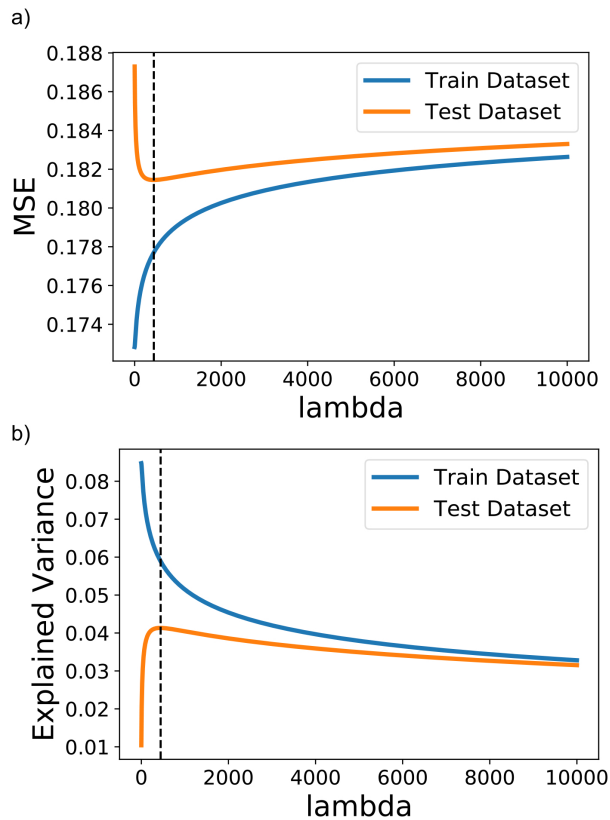 a)
0.188
0.186
0.184
0.182
0.180
0.178
0.176
0.174
MSE
Train Dataset
Test Dataset
0 2000 4000 6000 8000 10000
lambda
b)
0.08
0.07
0.06
0.05
0.04
0.03
0.02
0.01
Explained Variance
Train Dataset
Test Dataset
0 2000 4000 6000 8000 10000
lambda